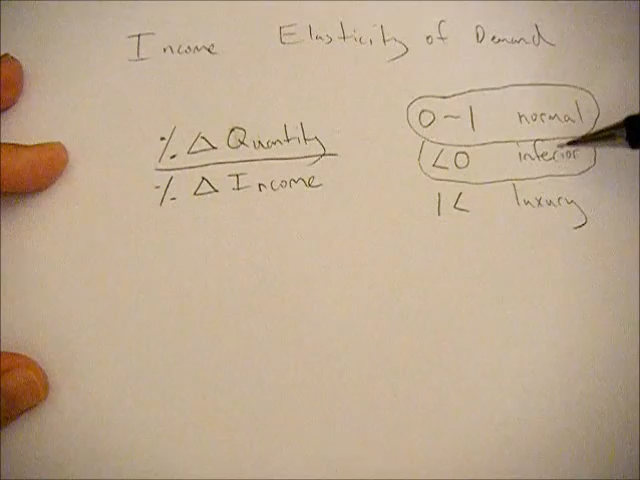 Income Elasticity of Demand
% Δ Quantity
% Δ Income
0~1 normal
<0 inferior
1< luxury